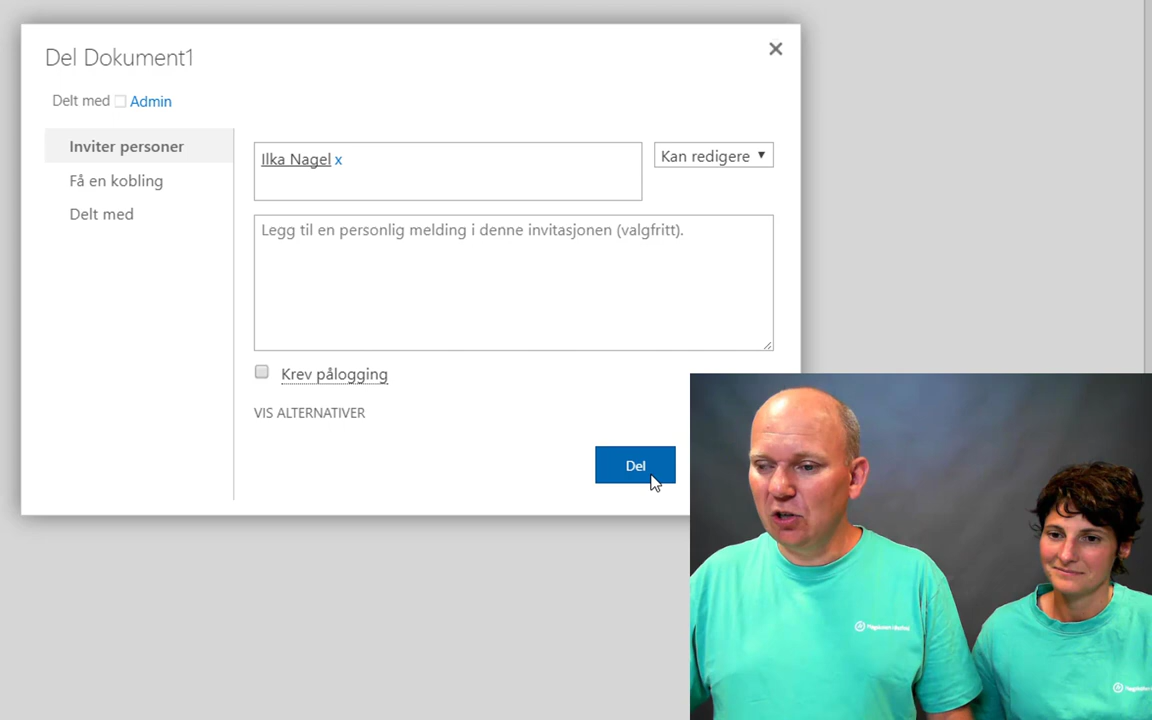 Del Dokument1
Delt med Admin
Inviter personer
Få en kobling
Delt med
Ilka Nagel x
Kan redigere
Legg til en personlig melding i denne invitasjonen (valgfritt).
Krev pålogging
VIS ALTERNATIVER
Del